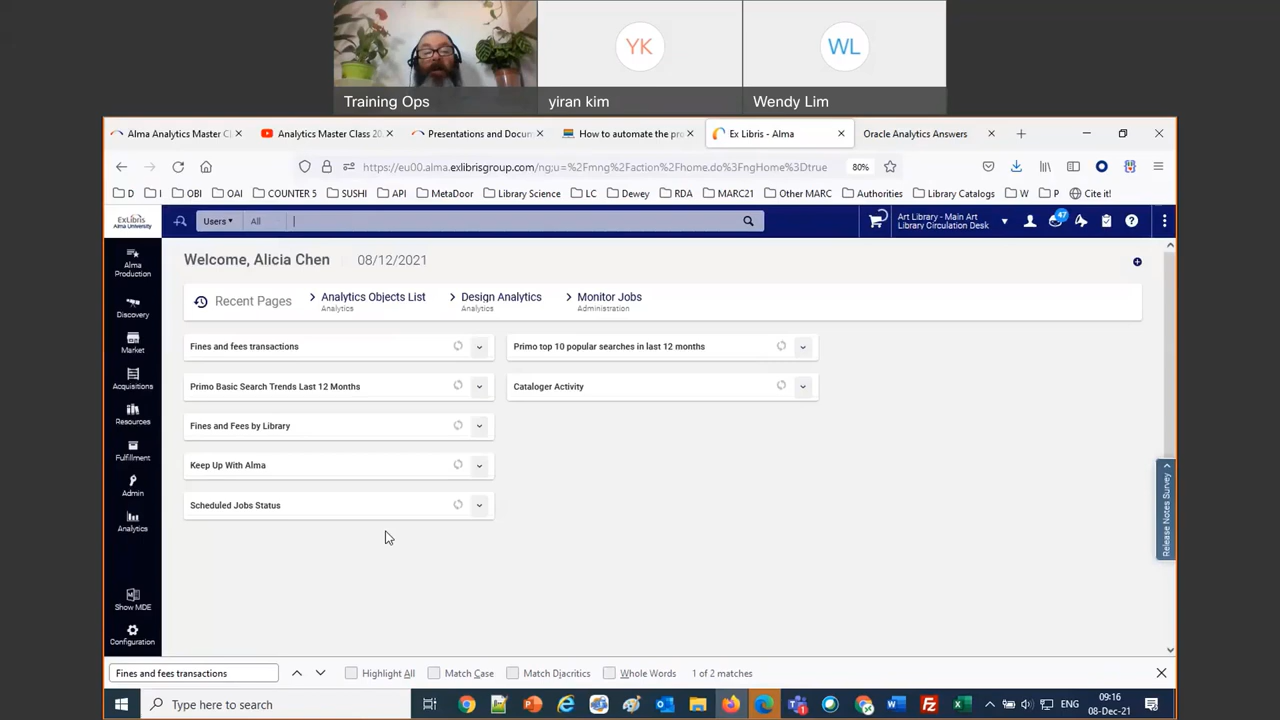 Training Ops
YK
yiran kim
WL
Wendy Lim
Alma Analytics Master Cl
Analytics Master Class 20
Presentations and Docum
How to automate the pro
Ex Libris - Alma
Oracle Analytics Answers
https://eu00.alma.exlibrisgroup.com/ng;u=%2Fmng%2Faction%2Fhome.do%3FngHome%3Dtrue
80%
D
I
OBI
OAI
COUNTER 5
SUSHI
API
MetaDoor
Library Science
LC
Dewey
RDA
MARC21
Other MARC
Authorities
Library Catalogs
W
P
Cite it!
ExLibris
Alma University
Users
All
Art Library - Main Art
Library Circulation Desk
47
Alma
Production
Discovery
Market
Acquisitions
Resources
Fulfillment
Admin
Analytics
Show MDE
Configuration
Welcome, Alicia Chen
08/12/2021
Recent Pages
Analytics Objects List
Analytics
Design Analytics
Analytics
Monitor Jobs
Administration
Fines and fees transactions
Primo top 10 popular searches in last 12 months
Primo Basic Search Trends Last 12 Months
Cataloger Activity
Fines and Fees by Library
Keep Up With Alma
Scheduled Jobs Status
Release Notes Survey
Fines and fees transactions
Highlight All
Match Case
Match Diacritics
Whole Words
1 of 2 matches
Type here to search
ENG
09:16
08-Dec-21